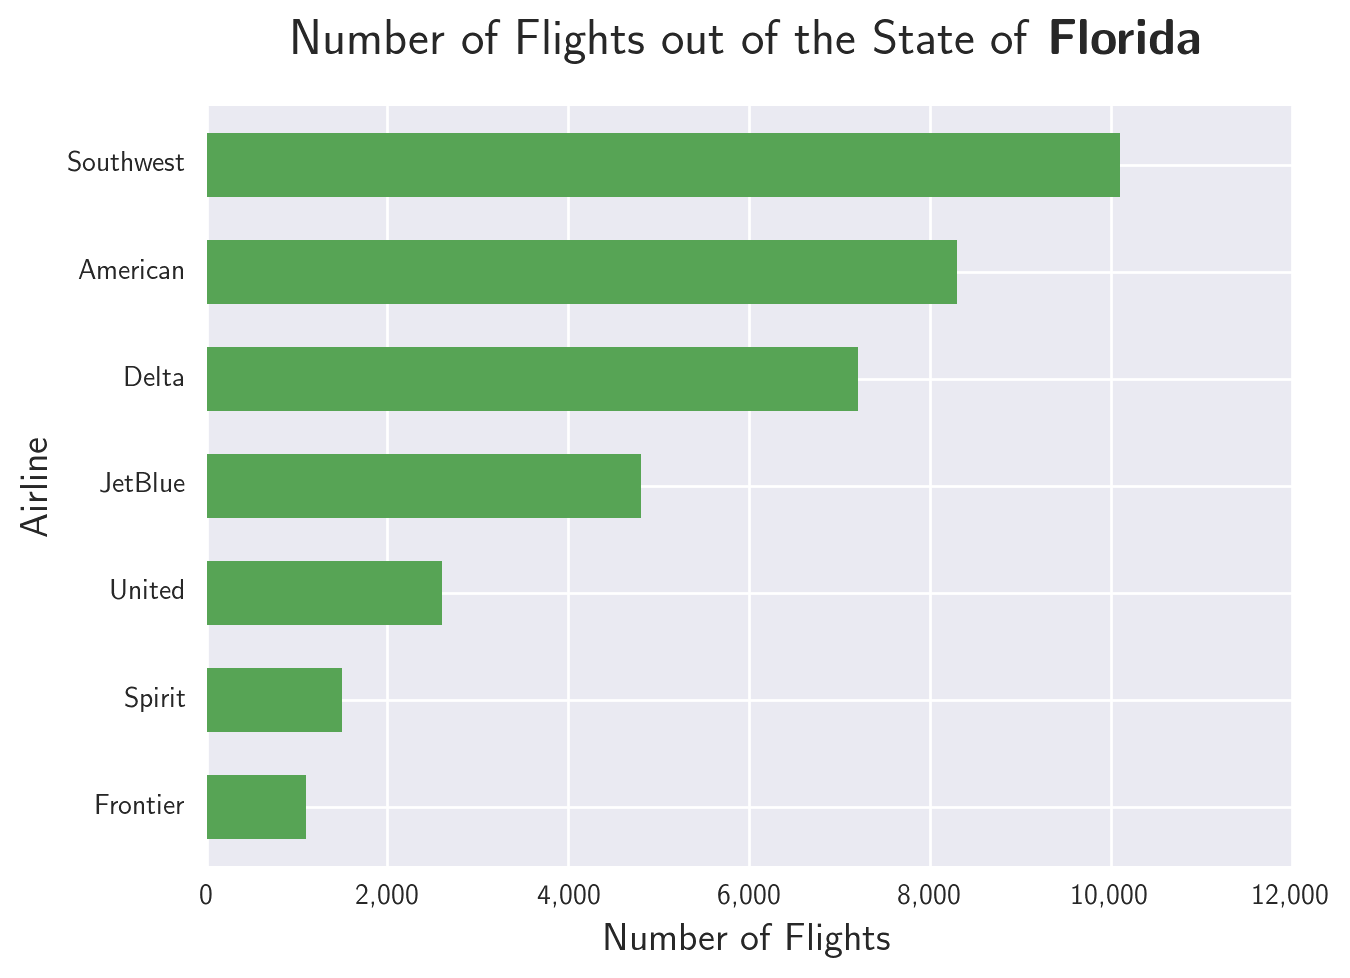 Number of Flights out of the State of Florida
Southwest
American
Delta
JetBlue
United
Spirit
Frontier
Airline
0 2,000 4,000 6,000 8,000 10,000 12,000
Number of Flights